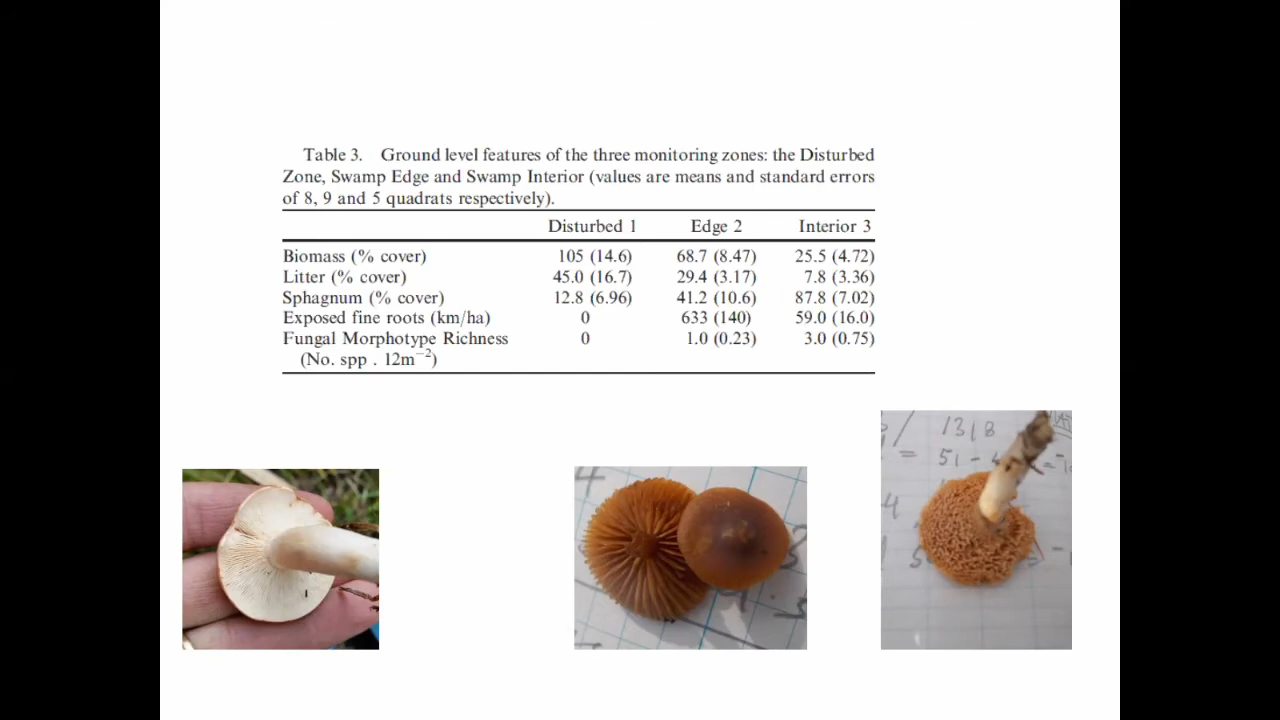 Table 3. Ground level features of the three monitoring zones: the Disturbed
Zone, Swamp Edge and Swamp Interior (values are means and standard errors
of 8, 9 and 5 quadrats respectively).
Disturbed 1 Edge 2 Interior 3
Biomass (% cover) 105 (14.6) 68.7 (8.47) 25.5 (4.72)
Litter (% cover) 45.0 (16.7) 29.4 (3.17) 7.8 (3.36)
Sphagnum (% cover) 12.8 (6.96) 41.2 (10.6) 87.8 (7.02)
Exposed fine roots (km/ha) 0 633 (140) 59.0 (16.0)
Fungal Morphotype Richness 0 1.0 (0.23) 3.0 (0.75)
(No. spp . 12m⁻²)
1318
= 51 -
4